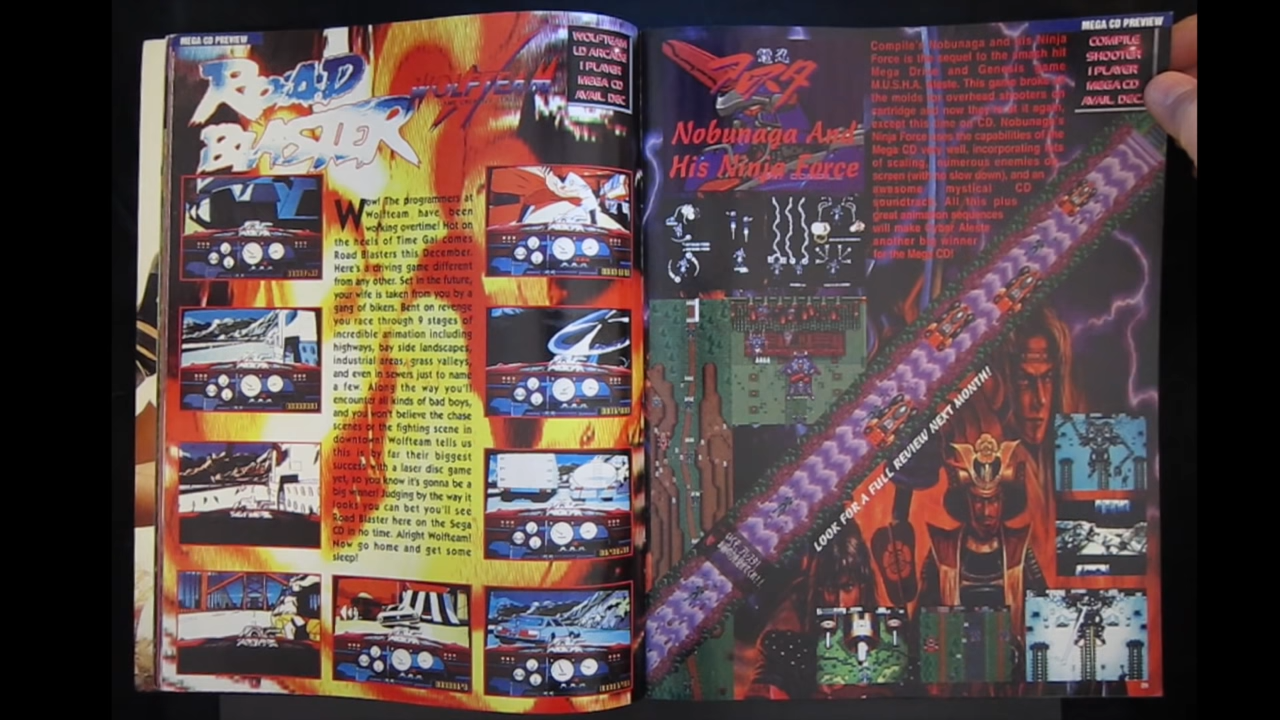 MEGA CD PREVIEW
ROAD
BLASTER
WOLFTEAM
WOLFTEAM
LD ARCADE
1 PLAYER
MEGA CD
AVAIL. DEC
Wow! The programmers at
Wolfteam have been
working overtime! Hot on
the heels of Time Gal comes
Road Blasters this December.
Here's a driving game different
from any other. Set in the future,
your wife is taken from you by a
gang of bikers. Bent on revenge
you race through 9 stages of
incredible animation including
highways, bay side landscapes,
industrial areas, grass valleys,
and even in sewers just to name
a few. Along the way you'll
encounter all kinds of bad boys,
and you won't believe the chase
scenes or the fighting scene in
downtown! Wolfteam tells us
this is by far their biggest
success with a laser disc game
yet, so you know it's gonna be a
big winner! Judging by the way it
looks you can bet you'll see
Road Blaster here on the Sega
CD in no time. Alright Wolfteam!
Now go home and get some
sleep!
MEGA CD PREVIEW
COMPILE
SHOOTER
1 PLAYER
MEGA CD
AVAIL. DEC.
電忍
アレスタ
Nobunaga And
His Ninja Force
Compile's Nobunaga and his Ninja
Force is the sequel to the smash hit
Mega Drive and Genesis game
M.U.S.H.A. Aleste. This game broke all
the molds for overhead shooters on
cartridge and now they do it again,
except this time on CD. Nobunaga's
Ninja Force uses the capabilities of the
Mega CD very well, incorporating lots
of scaling, numerous enemies on
screen (with no slow down), and an
awesome mystical CD
soundtrack. All this plus
great animation sequences
will make Cyber Aleste
another big winner
for the Mega CD!
LOOK FOR A FULL REVIEW NEXT MONTH!